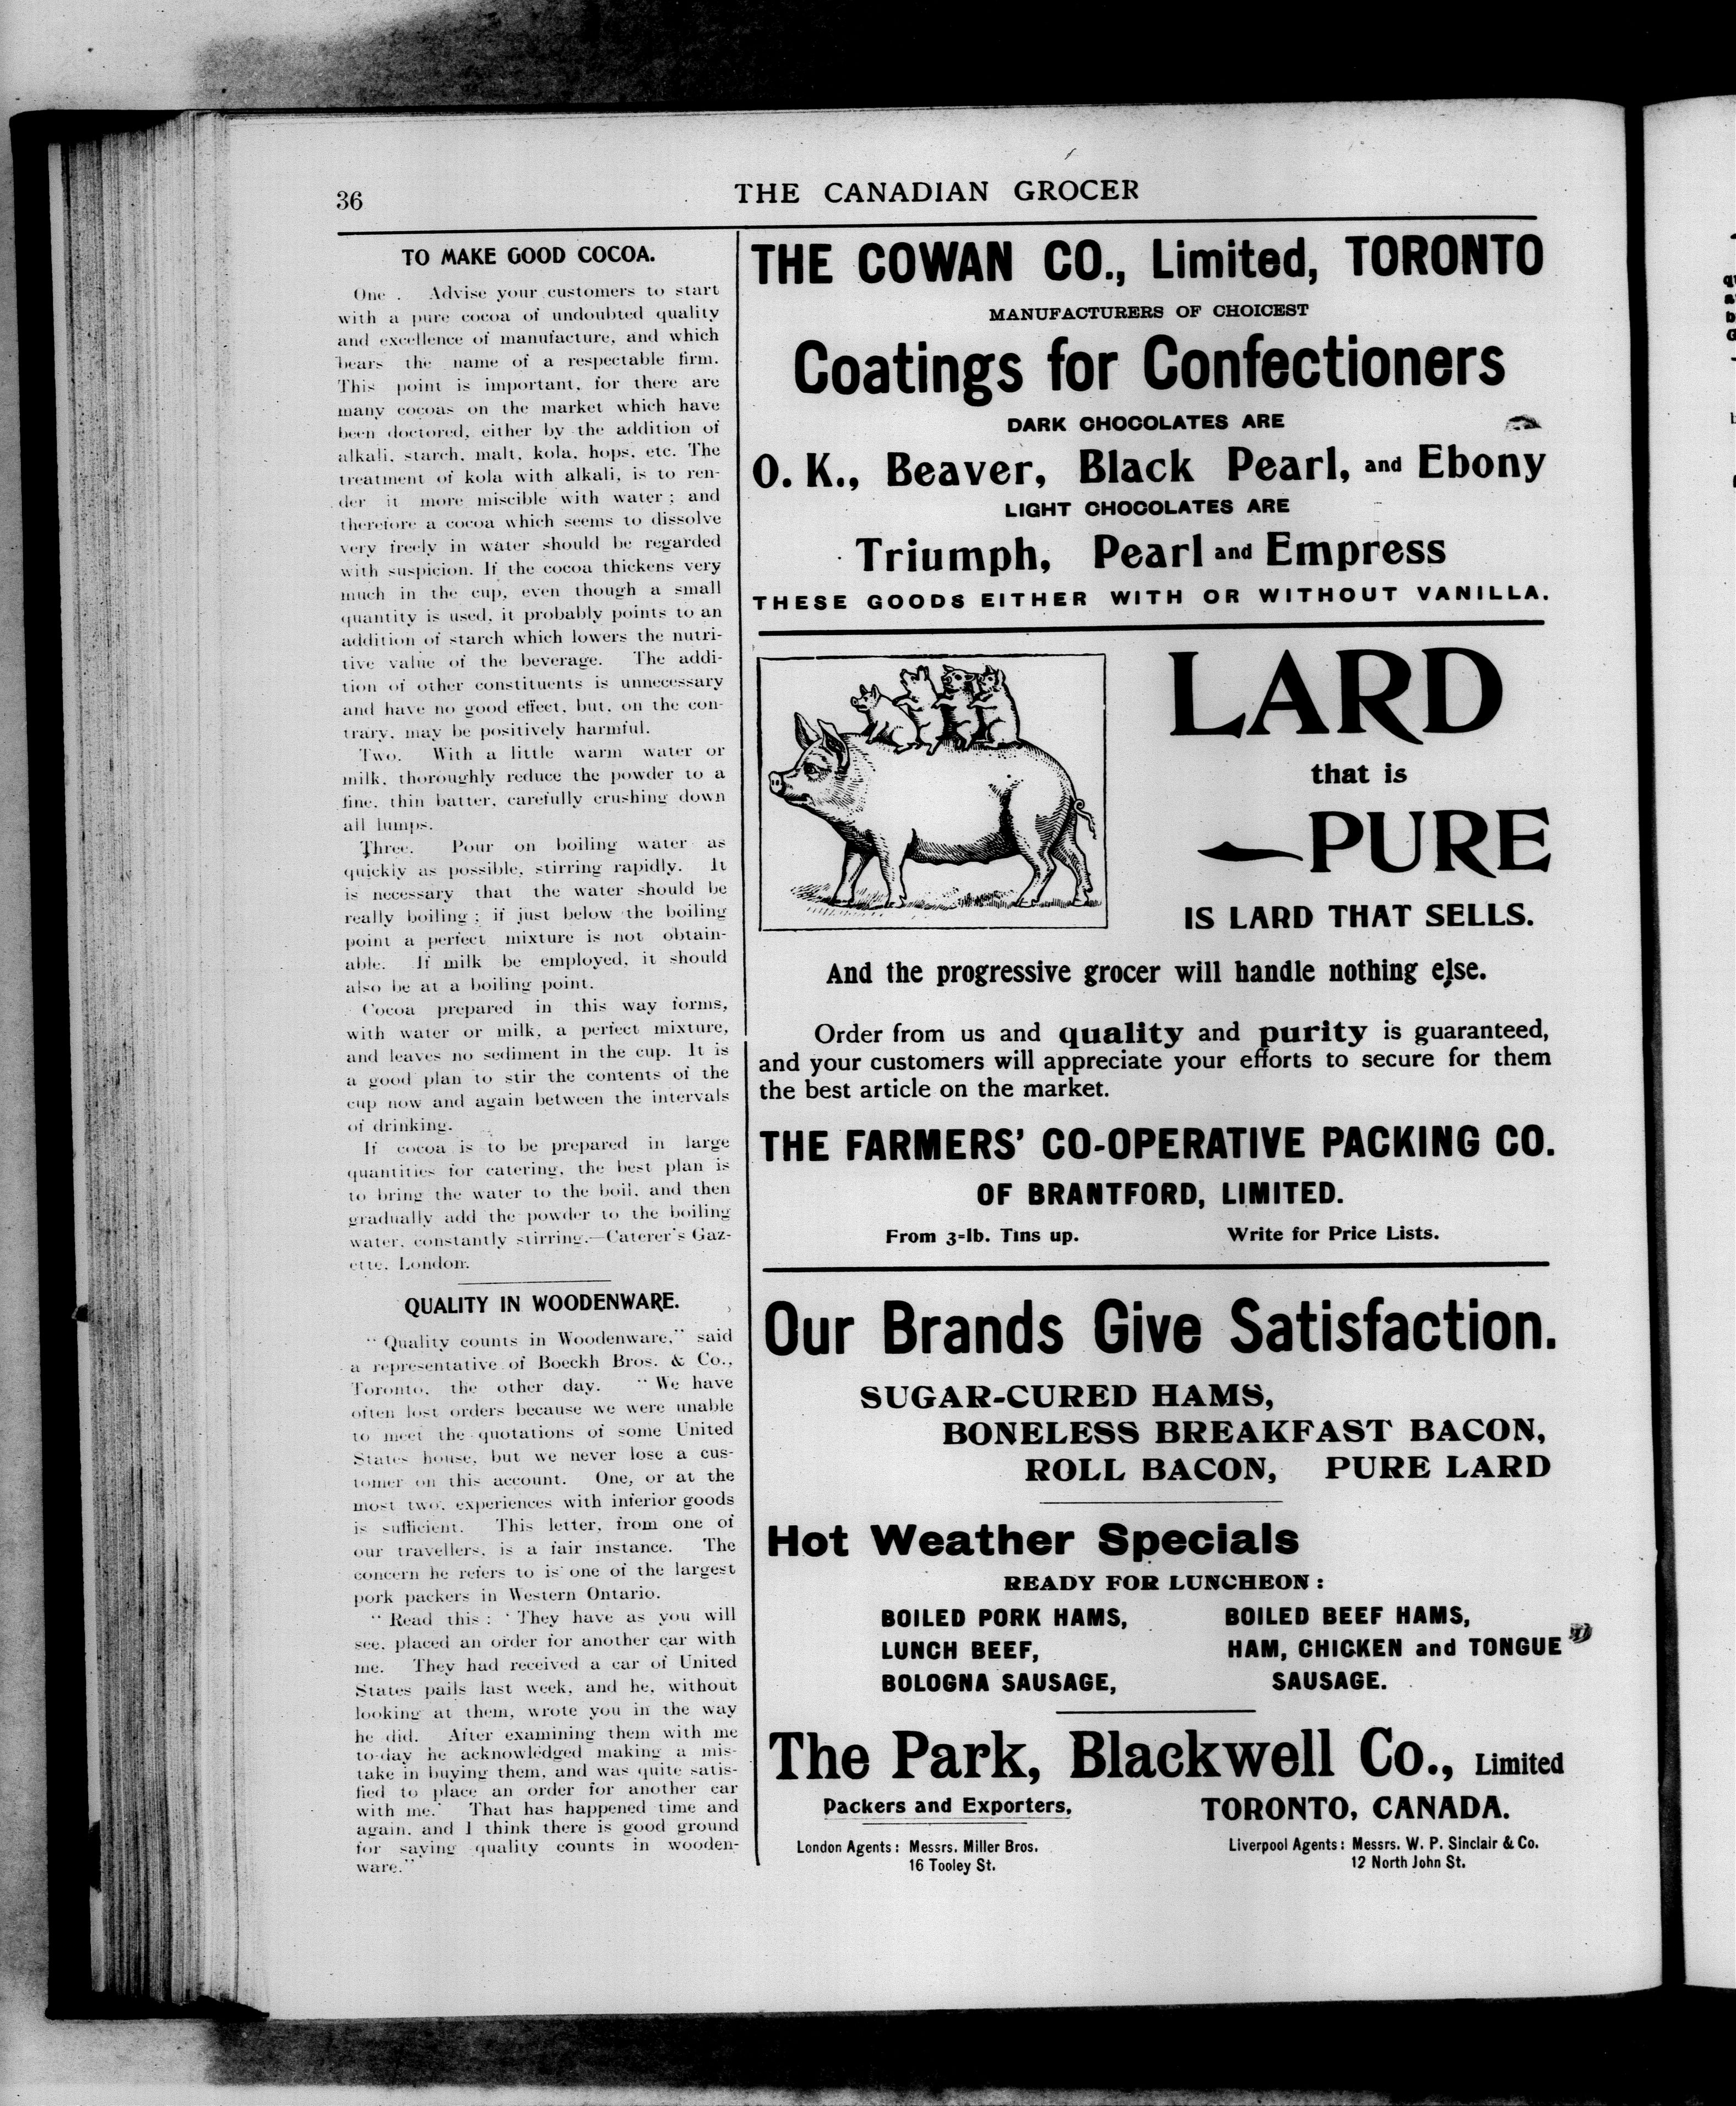 36
THE CANADIAN GROCER
TO MAKE GOOD COCOA.
One . Advise your customers to start
with a pure cocoa of undoubted quality
and excellence of manufacture, and which
bears the name of a respectable firm.
This point is important, for there are
many cocoas on the market which have
been doctored, either by the addition of
alkali, starch, malt, kola, hops, etc. The
treatment of kola with alkali, is to ren-
der it more miscible with water ; and
therefore a cocoa which seems to dissolve
very freely in water should be regarded
with suspicion. If the cocoa thickens very
much in the cup, even though a small
quantity is used, it probably points to an
addition of starch which lowers the nutri-
tive value of the beverage. The addi-
tion of other constituents is unnecessary
and have no good effect, but, on the con-
trary, may be positively harmful.
Two. With a little warm water or
milk, thoroughly reduce the powder to a
fine, thin batter, carefully crushing down
all lumps.
Three. Pour on boiling water as
quickly as possible, stirring rapidly. It
is necessary that the water should be
really boiling ; if just below the boiling
point a perfect mixture is not obtain-
able. If milk be employed, it should
also be at a boiling point.
Cocoa prepared in this way forms,
with water or milk, a perfect mixture,
and leaves no sediment in the cup. It is
a good plan to stir the contents of the
cup now and again between the intervals
of drinking.
If cocoa is to be prepared in large
quantities for catering, the best plan is
to bring the water to the boil, and then
gradually add the powder to the boiling
water, constantly stirring.—Caterer's Gaz-
ette, London.
QUALITY IN WOODENWARE.
" Quality counts in Woodenware," said
a representative of Boeckh Bros. & Co.,
Toronto, the other day. " We have
often lost orders because we were unable
to meet the quotations of some United
States house, but we never lose a cus-
tomer on this account. One, or at the
most two, experiences with inferior goods
is sufficient. This letter, from one of
our travellers, is a fair instance. The
concern he refers to is one of the largest
pork packers in Western Ontario.
" Read this : ' They have as you will
see, placed an order for another car with
me. They had received a car of United
States pails last week, and he, without
looking at them, wrote you in the way
he did. After examining them with me
to-day he acknowledged making a mis-
take in buying them, and was quite satis-
fied to place an order for another car
with me.' That has happened time and
again, and I think there is good ground
for saying quality counts in wooden-
ware."
THE COWAN CO., Limited, TORONTO
MANUFACTURERS OF CHOICEST
Coatings for Confectioners
DARK CHOCOLATES ARE
O. K., Beaver, Black Pearl, and Ebony
LIGHT CHOCOLATES ARE
Triumph, Pearl and Empress
THESE GOODS EITHER WITH OR WITHOUT VANILLA.
LARD
that is
PURE
IS LARD THAT SELLS.
And the progressive grocer will handle nothing else.
Order from us and quality and purity is guaranteed,
and your customers will appreciate your efforts to secure for them
the best article on the market.
THE FARMERS' CO-OPERATIVE PACKING CO.
OF BRANTFORD, LIMITED.
From 3-lb. Tins up. Write for Price Lists.
Our Brands Give Satisfaction.
SUGAR-CURED HAMS,
BONELESS BREAKFAST BACON,
ROLL BACON, PURE LARD
Hot Weather Specials
READY FOR LUNCHEON :
BOILED PORK HAMS, BOILED BEEF HAMS,
LUNCH BEEF, HAM, CHICKEN and TONGUE
BOLOGNA SAUSAGE, SAUSAGE.
The Park, Blackwell Co., Limited
Packers and Exporters, TORONTO, CANADA.
London Agents : Messrs. Miller Bros. Liverpool Agents : Messrs. W. P. Sinclair & Co.
16 Tooley St. 12 North John St.